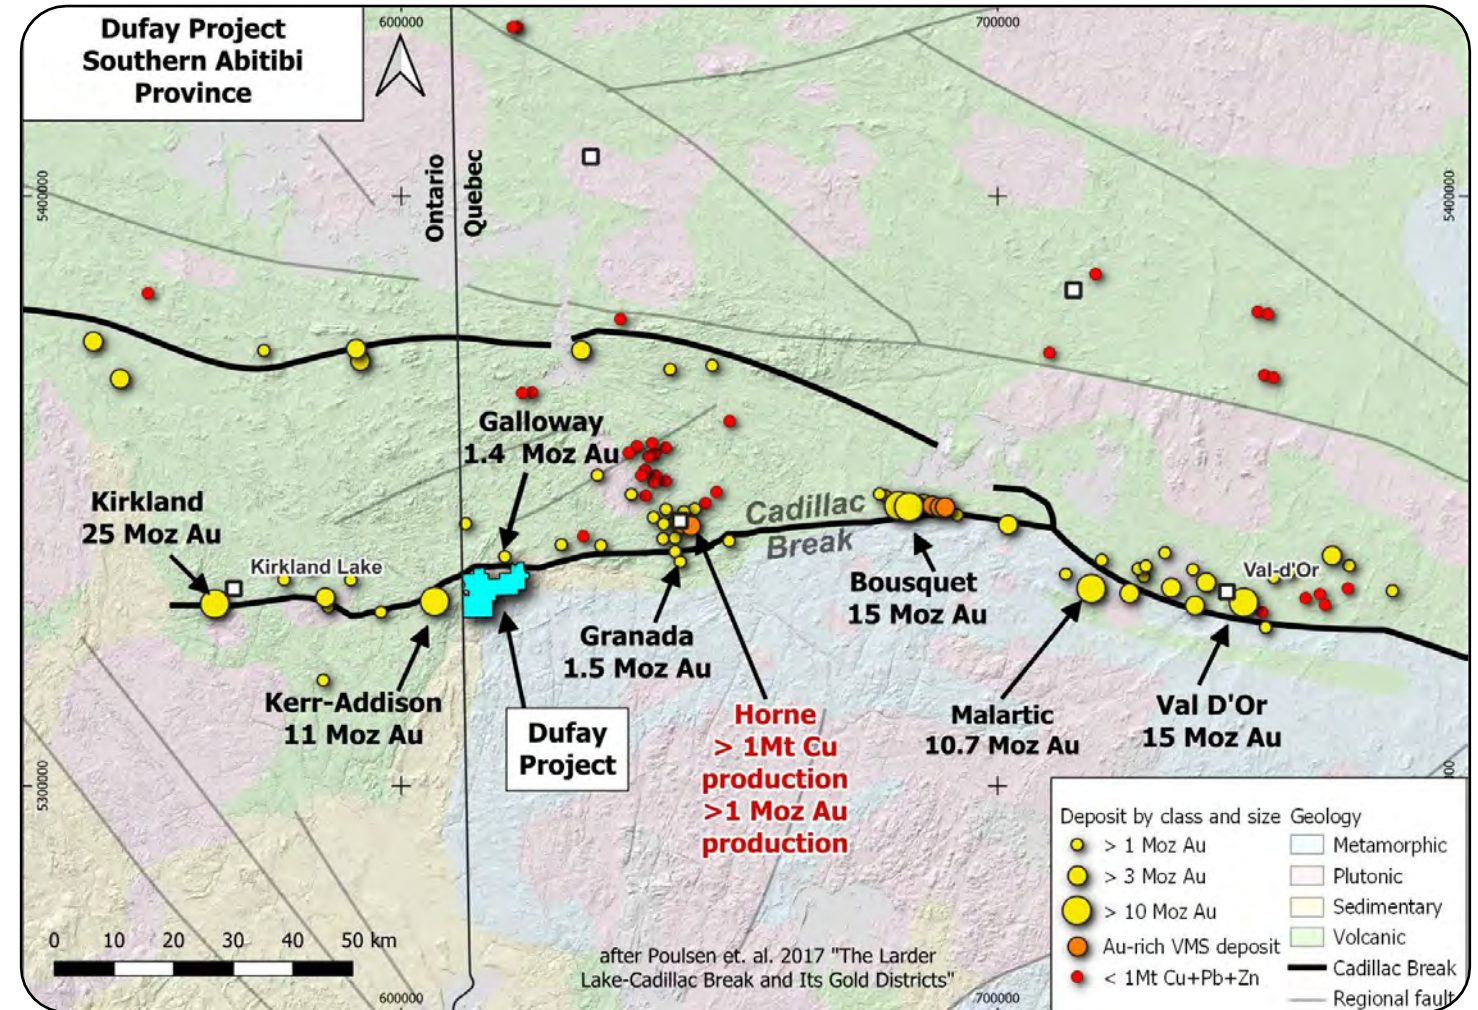 Dufay Project
Southern Abitibi
Province
600000
700000
5400000
5400000
Ontario
Quebec
Galloway
1.4 Moz Au
Kirkland
25 Moz Au
Kirkland Lake
Cadillac
Break
Bousquet
15 Moz Au
Val-d'Or
Granada
1.5 Moz Au
Kerr-Addison
11 Moz Au
Dufay
Project
Horne
> 1Mt Cu
production
>1 Moz Au
production
Malartic
10.7 Moz Au
Val D'Or
15 Moz Au
5300000
Deposit by class and size
> 1 Moz Au
> 3 Moz Au
> 10 Moz Au
Au-rich VMS deposit
< 1Mt Cu+Pb+Zn
Geology
Metamorphic
Plutonic
Sedimentary
Volcanic
Cadillac Break
Regional fault
0 10 20 30 40 50 km
after Poulsen et. al. 2017 "The Larder
Lake-Cadillac Break and Its Gold Districts"
600000
700000